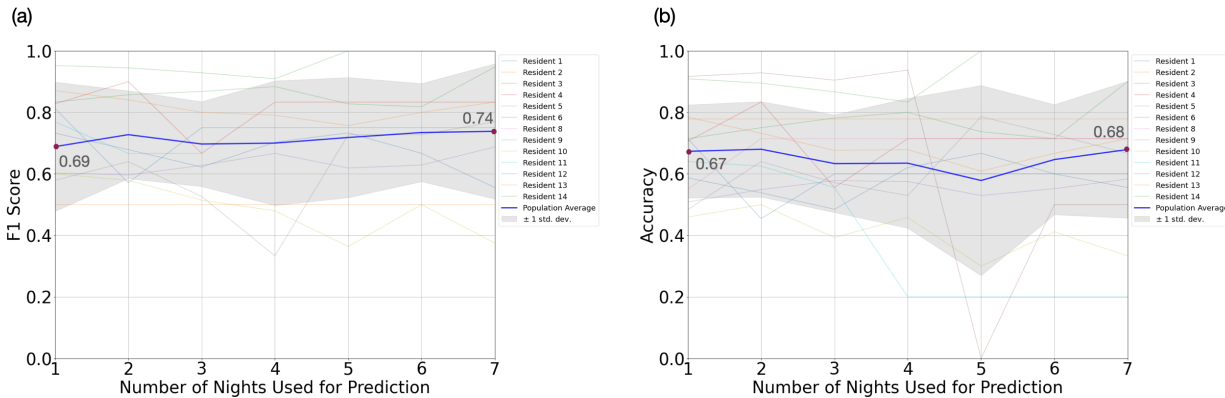 (a)
1.0
0.8
0.6
0.4
0.2
0.0
F1 Score
0.69
0.74
1 2 3 4 5 6 7
Number of Nights Used for Prediction
Resident 1
Resident 2
Resident 3
Resident 4
Resident 5
Resident 6
Resident 8
Resident 9
Resident 10
Resident 11
Resident 12
Resident 13
Resident 14
Population Average
± 1 std. dev.
(b)
1.0
0.8
0.6
0.4
0.2
0.0
Accuracy
0.67
0.68
1 2 3 4 5 6 7
Number of Nights Used for Prediction
Resident 1
Resident 2
Resident 3
Resident 4
Resident 5
Resident 6
Resident 8
Resident 9
Resident 10
Resident 11
Resident 12
Resident 13
Resident 14
Population Average
± 1 std. dev.